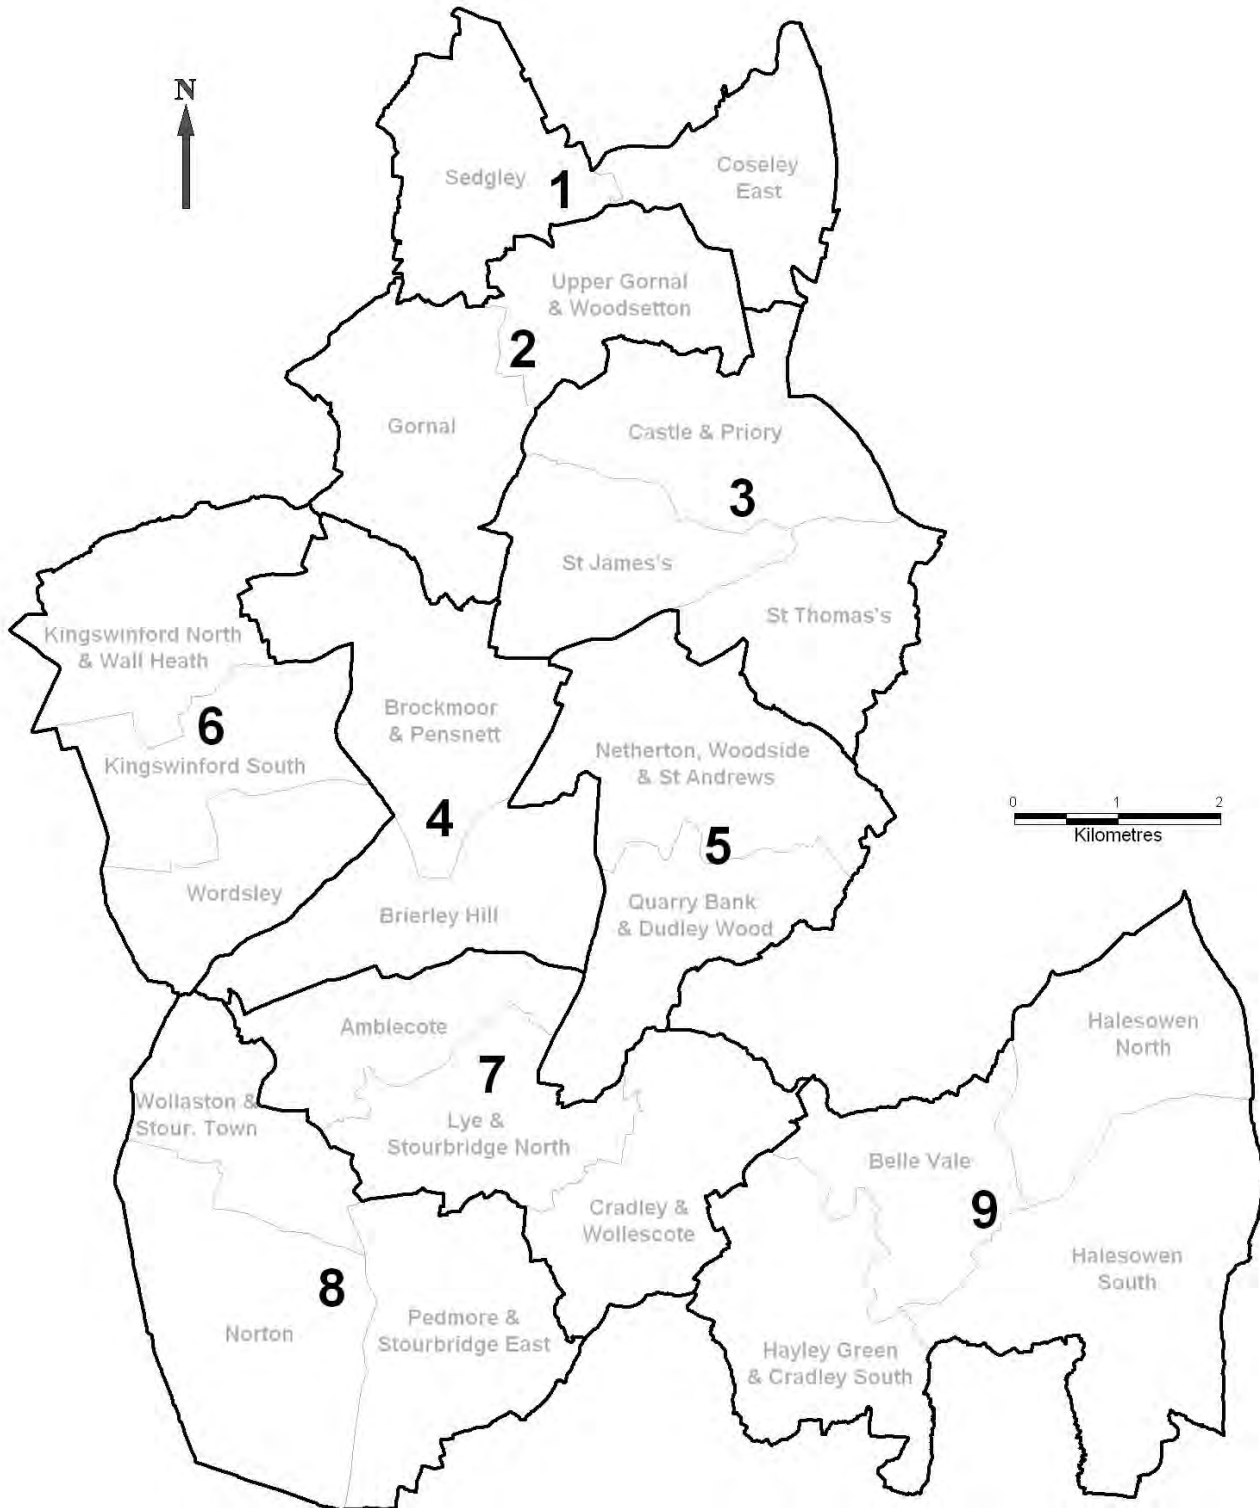 N
Sedgley
1
Coseley
East
Upper Gornal
& Woodsetton
2
Gornal
Castle & Priory
3
St James's
St Thomas's
Kingswinford North
& Wall Heath
6
Kingswinford South
Wordsley
Brockmoor
& Pensnett
4
Brierley Hill
Netherton, Woodside
& St Andrews
5
Quarry Bank
& Dudley Wood
0 1 2
Kilometres
Amblecote
7
Lye &
Stourbridge North
Wollaston &
Stour. Town
Cradley &
Wollescote
8
Norton
Pedmore &
Stourbridge East
Halesowen
North
Belle Vale
9
Halesowen
South
Hayley Green
& Cradley South